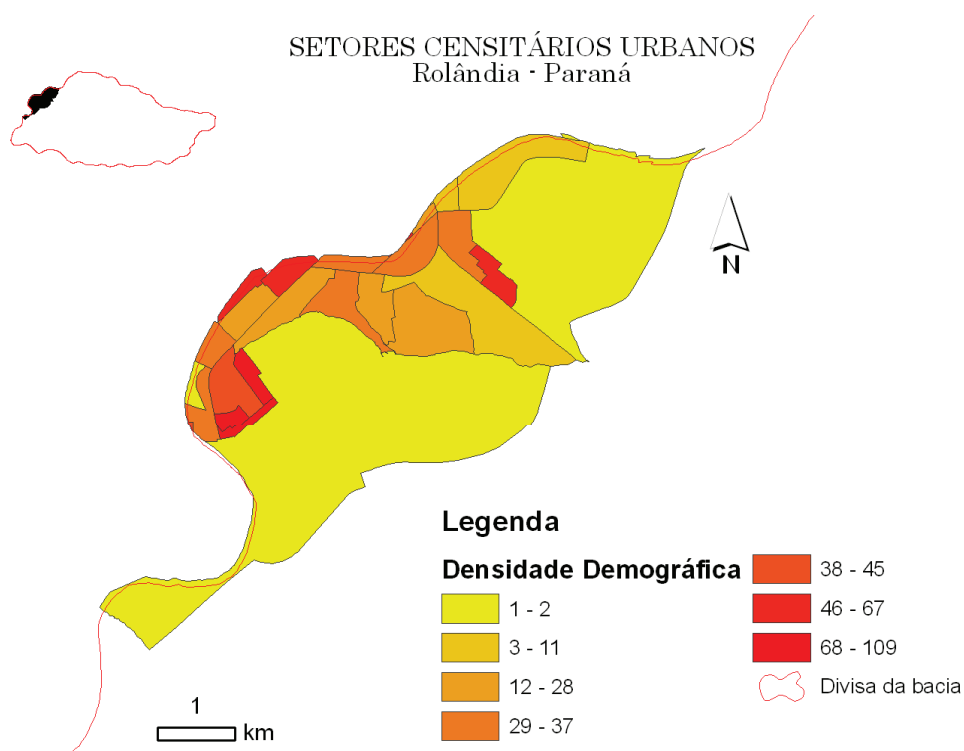 SETORES CENSITÁRIOS URBANOS
Rolândia - Paraná
N
Legenda
Densidade Demográfica
1 - 2
3 - 11
12 - 28
29 - 37
38 - 45
46 - 67
68 - 109
Divisa da bacia
1
km